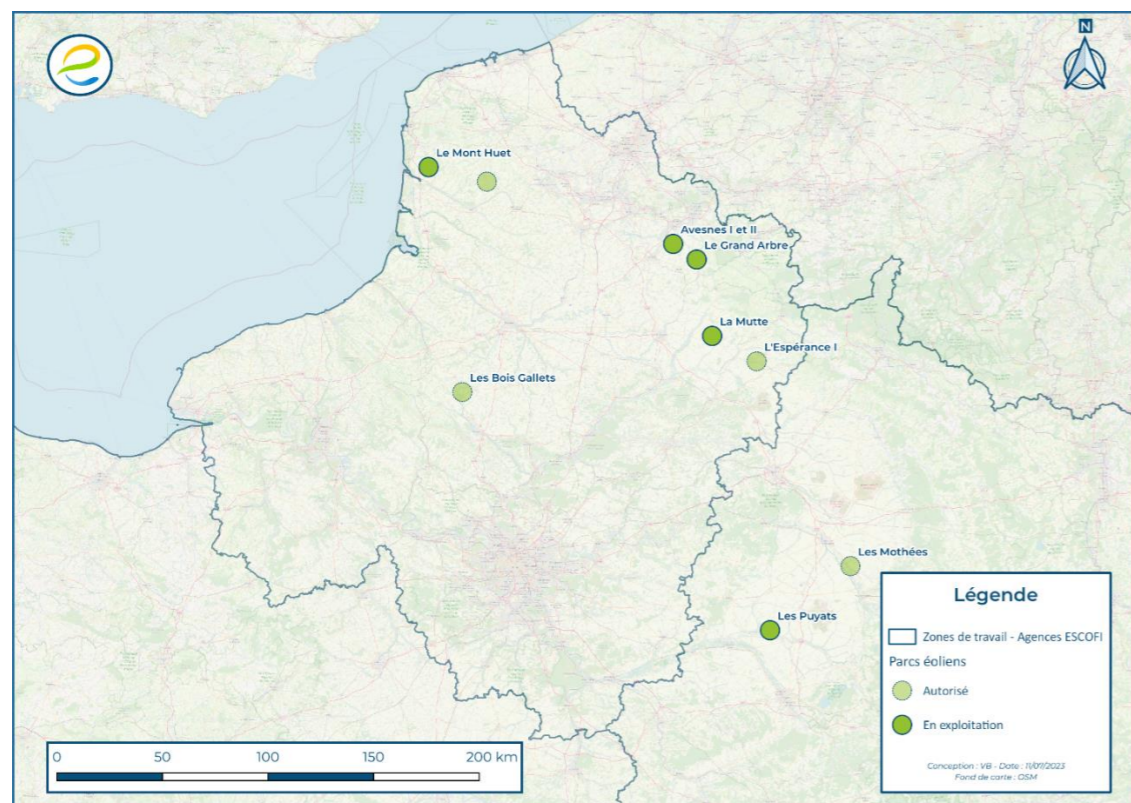 N
Le Mont Huet
Avesnes I et II
Le Grand Arbre
La Mutte
L'Espérance I
Les Bois Gallets
Les Mothées
Les Puyats
Légende
Zones de travail - Agences ESCOFI
Parcs éoliens
Autorisé
En exploitation
Conception : VB - Date : 11/07/2023
Fond de carte : OSM
0 50 100 150 200 km